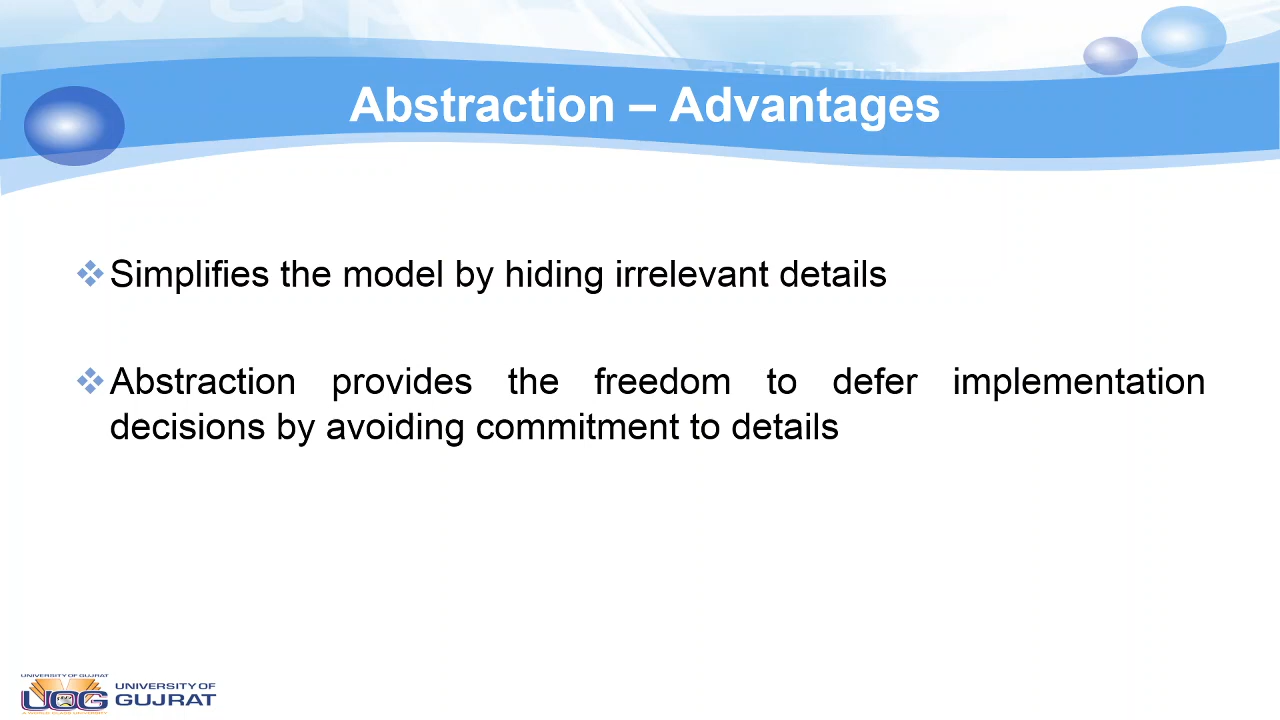 Abstraction – Advantages
Simplifies the model by hiding irrelevant details
Abstraction provides the freedom to defer implementation
decisions by avoiding commitment to details
UNIVERSITY OF GUJRAT
UOG
UNIVERSITY OF
GUJRAT